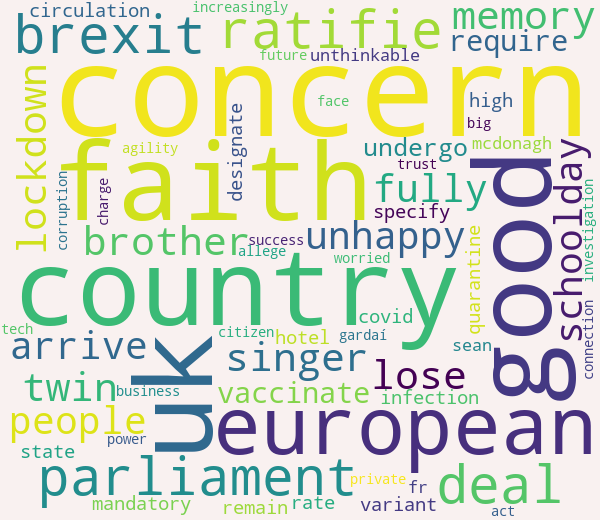 circulation
increasingly
brexit
ratifie
memory
future
unthinkable
require
concern
lockdown
face
high
big
designate
faith
agility
undergo
mcdonagh
trust
good
schoolday
corruption
charge
fully
specify
investigation
brother
success
unhappy
allege
worried
quarantine
country
covid
connection
tech
citizen
hotel
gardaí
sean
arrive
uk
singer
lose
twin
business
vaccinate
infection
people
power
european
state
parliament
private
fr
deal
mandatory
remain
rate
variant
act